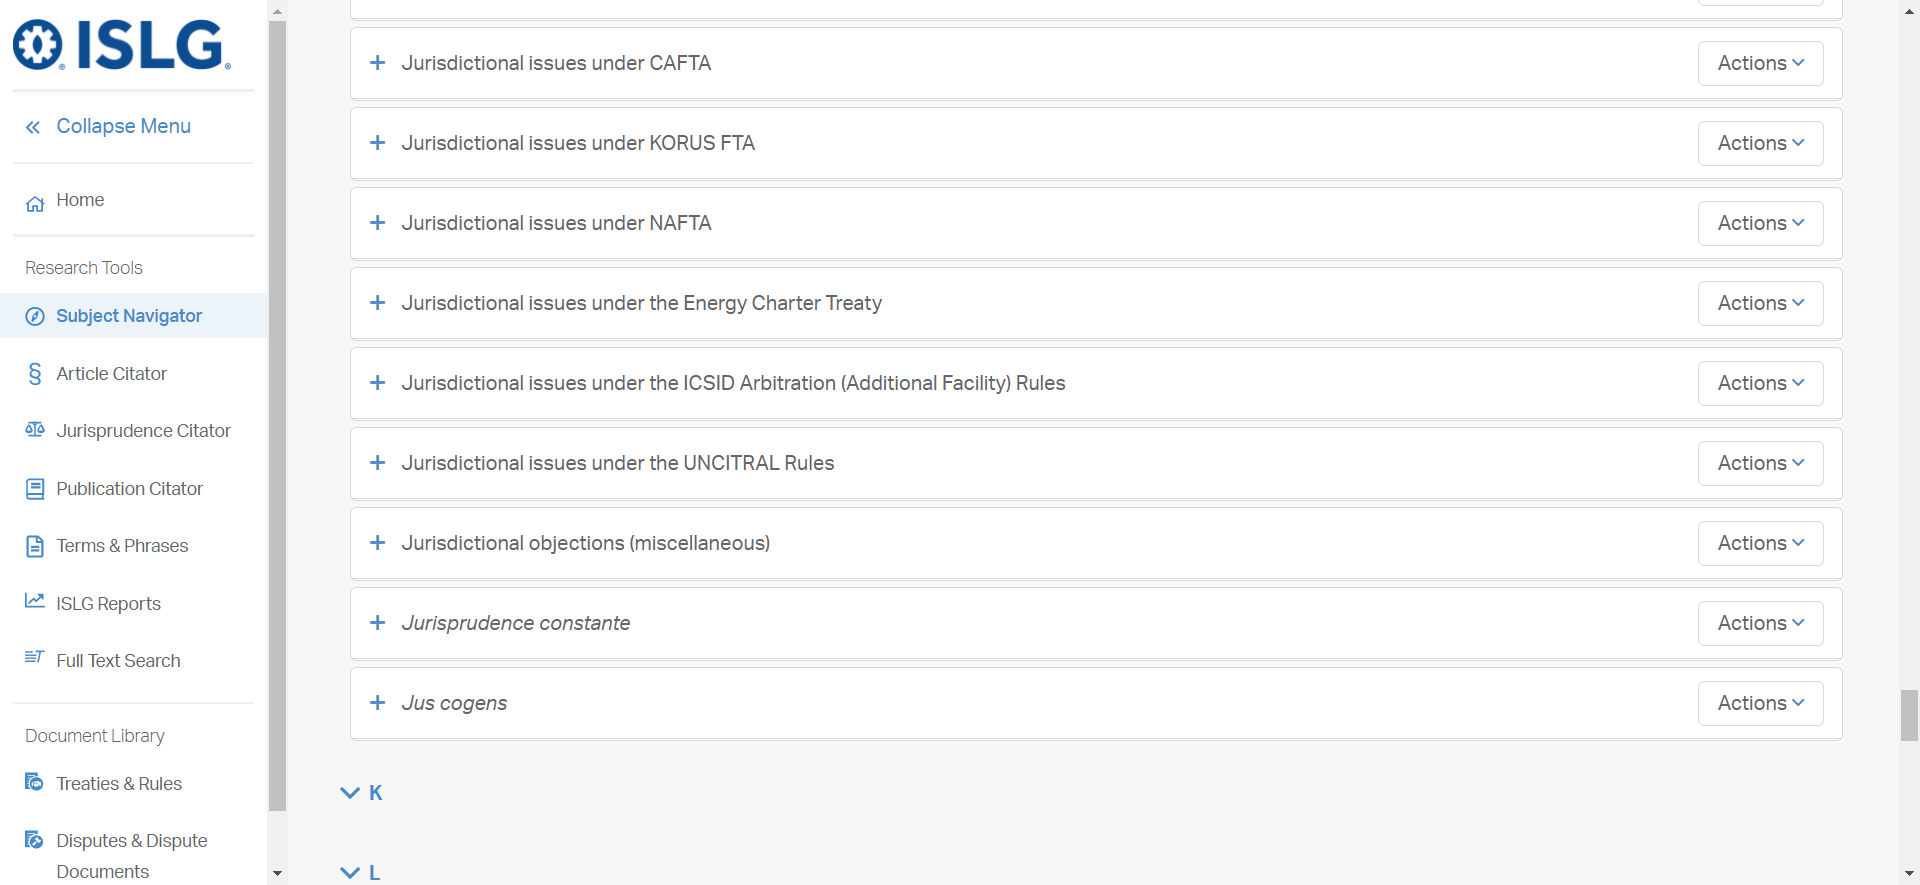 ISLG
Collapse Menu
Home
Research Tools
Subject Navigator
Article Citator
Jurisprudence Citator
Publication Citator
Terms & Phrases
ISLG Reports
Full Text Search
Document Library
Treaties & Rules
Disputes & Dispute
Documents
Jurisdictional issues under CAFTA
Actions
Jurisdictional issues under KORUS FTA
Actions
Jurisdictional issues under NAFTA
Actions
Jurisdictional issues under the Energy Charter Treaty
Actions
Jurisdictional issues under the ICSID Arbitration (Additional Facility) Rules
Actions
Jurisdictional issues under the UNCITRAL Rules
Actions
Jurisdictional objections (miscellaneous)
Actions
Jurisprudence constante
Actions
Jus cogens
Actions
K
L